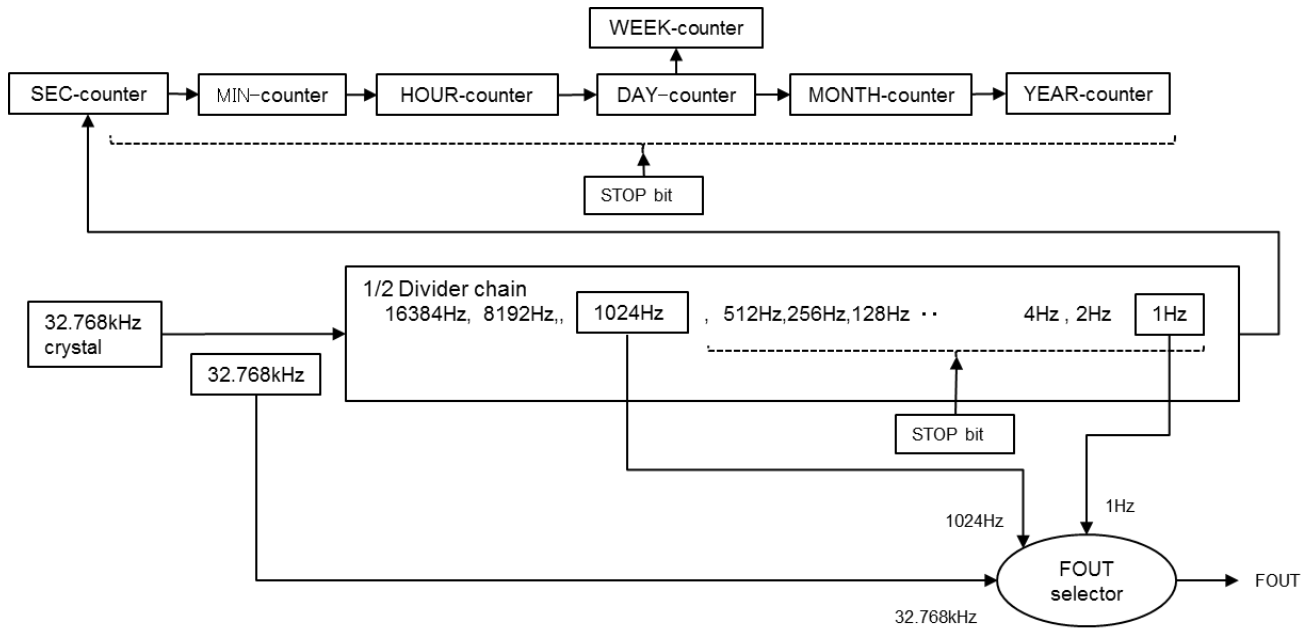 WEEK-counter
SEC-counter
MIN-counter
HOUR-counter
DAY-counter
MONTH-counter
YEAR-counter
STOP bit
1/2 Divider chain
16384Hz, 8192Hz,,
1024Hz
, 512Hz,256Hz,128Hz ‥
4Hz , 2Hz
1Hz
32.768kHz
crystal
32.768kHz
STOP bit
1024Hz
1Hz
FOUT
selector
FOUT
32.768kHz